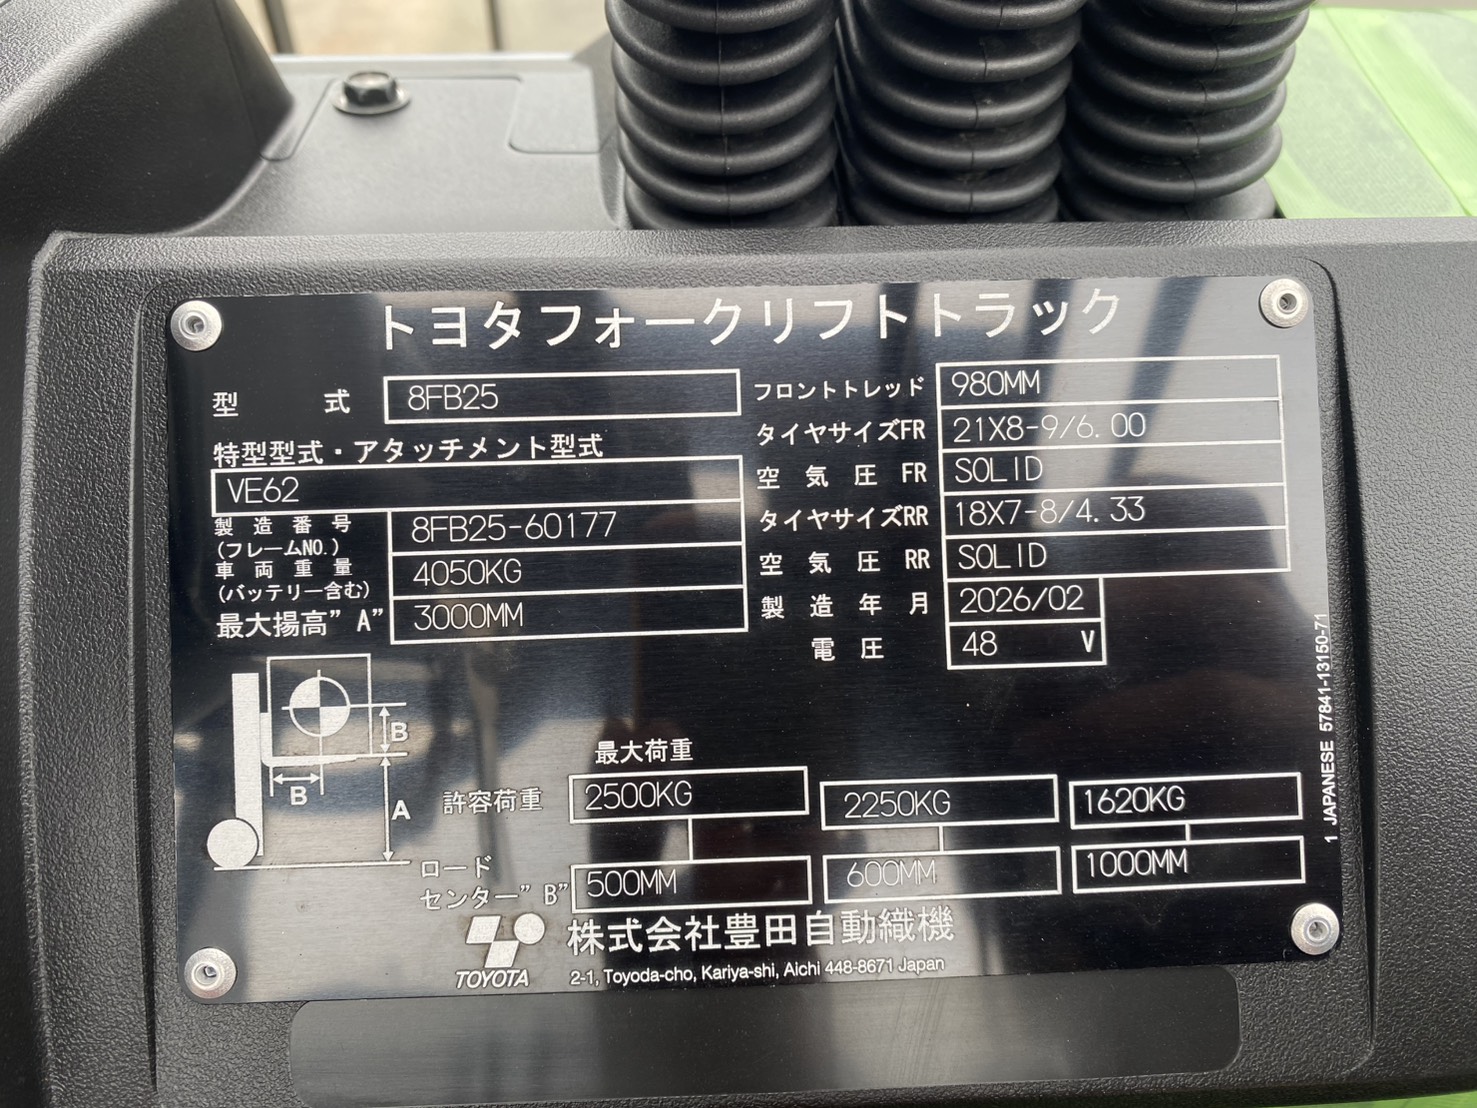 トヨタフォークリフトトラック
型 式 8FB25
特型型式・アタッチメント型式
VE62
製造番号
(フレームNO.) 8FB25-60177
車両重量
(バッテリー含む) 4050KG
最大揚高"A" 3000MM
フロントトレッド 980MM
タイヤサイズFR 21X8-9/6.00
空気圧 FR SOLID
タイヤサイズRR 18X7-8/4.33
空気圧 RR SOLID
製造年月 2026/02
電圧 48 V
B
B
A
最大荷重
許容荷重 2500KG 2250KG 1620KG
ロード
センター"B" 500MM 600MM 1000MM
TOYOTA
株式会社豊田自動織機
2-1, Toyoda-cho, Kariya-shi, Aichi 448-8671 Japan
1 JAPANESE 57841-13150-71